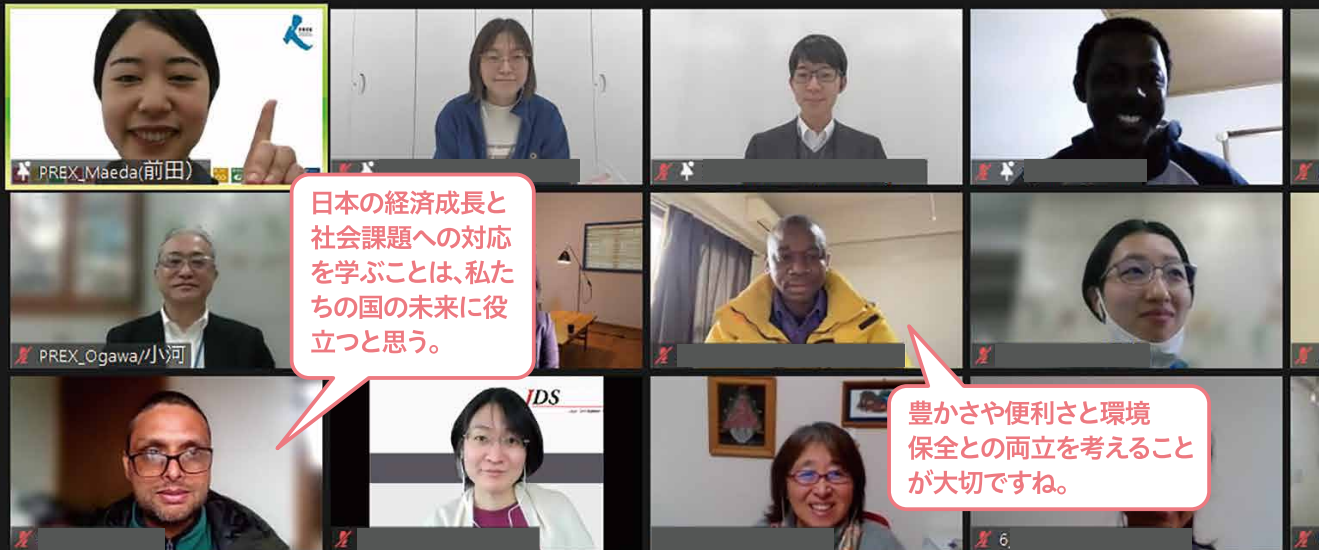 PREX_Maeda(前田)
日本の経済成長と
社会課題への対応
を学ぶことは、私た
ちの国の未来に役
立つと思う。
PREX_Ogawa/小河
JDS
豊かさや便利さと環境
保全との両立を考えること
が大切ですね。
6